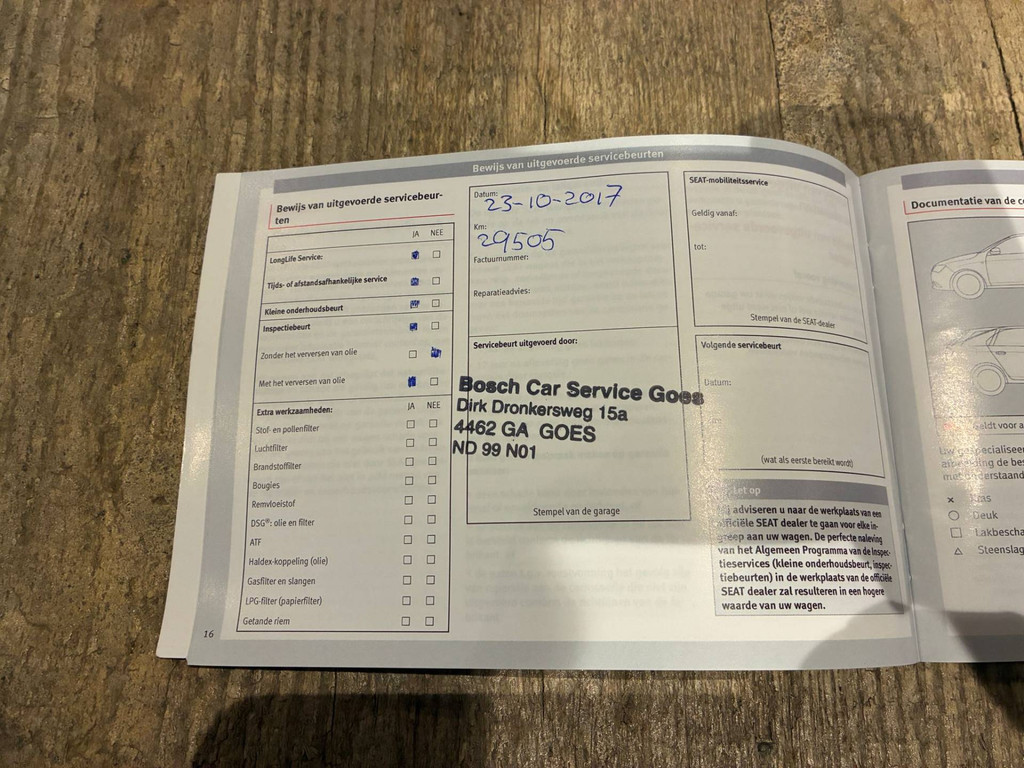 Bewijs van uitgevoerde servicebeurten
Bewijs van uitgevoerde servicebeur-
ten
JA NEE
LongLife Service:
Tijds- of afstandsafhankelijke service
Kleine onderhoudsbeurt
Inspectiebeurt
Zonder het verversen van olie
Met het verversen van olie
Extra werkzaamheden: JA NEE
Stof- en pollenfilter
Luchtfilter
Brandstoffilter
Bougies
Remvloeistof
DSG®: olie en filter
ATF
Haldex-koppeling (olie)
Gasfilter en slangen
LPG-filter (papierfilter)
Getande riem
16
Datum:
23-10-2017
Km:
29505
Factuurnummer:
Reparatieadvies:
Servicebeurt uitgevoerd door:
Bosch Car Service Goes
Dirk Dronkersweg 15a
4462 GA GOES
ND 99 N01
Stempel van de garage
SEAT-mobiliteitsservice
Geldig vanaf:
tot:
Stempel van de SEAT-dealer
Volgende servicebeurt
Datum:
(wat als eerste bereikt wordt)
Let op
adviseren u naar de werkplaats van een
officiële SEAT dealer te gaan voor elke in-
greep aan uw wagen. De perfecte naleving
van het Algemeen Programma van de Inspec-
tieservices (kleine onderhoudsbeurt, inspec-
tiebeurten) in de werkplaats van de officiële
SEAT dealer zal resulteren in een hogere
waarde van uw wagen.
Documentatie van de
Geldt voor
de
Kras
Deuk
Steenslag